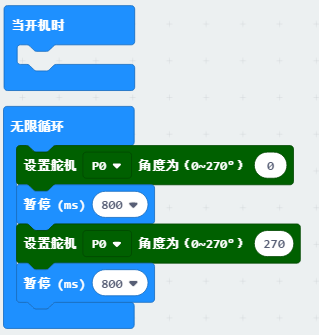 当开机时
无限循环
设置舵机 P0 角度为（0~270°） 0
暂停 (ms) 800
设置舵机 P0 角度为（0~270°） 270
暂停 (ms) 800